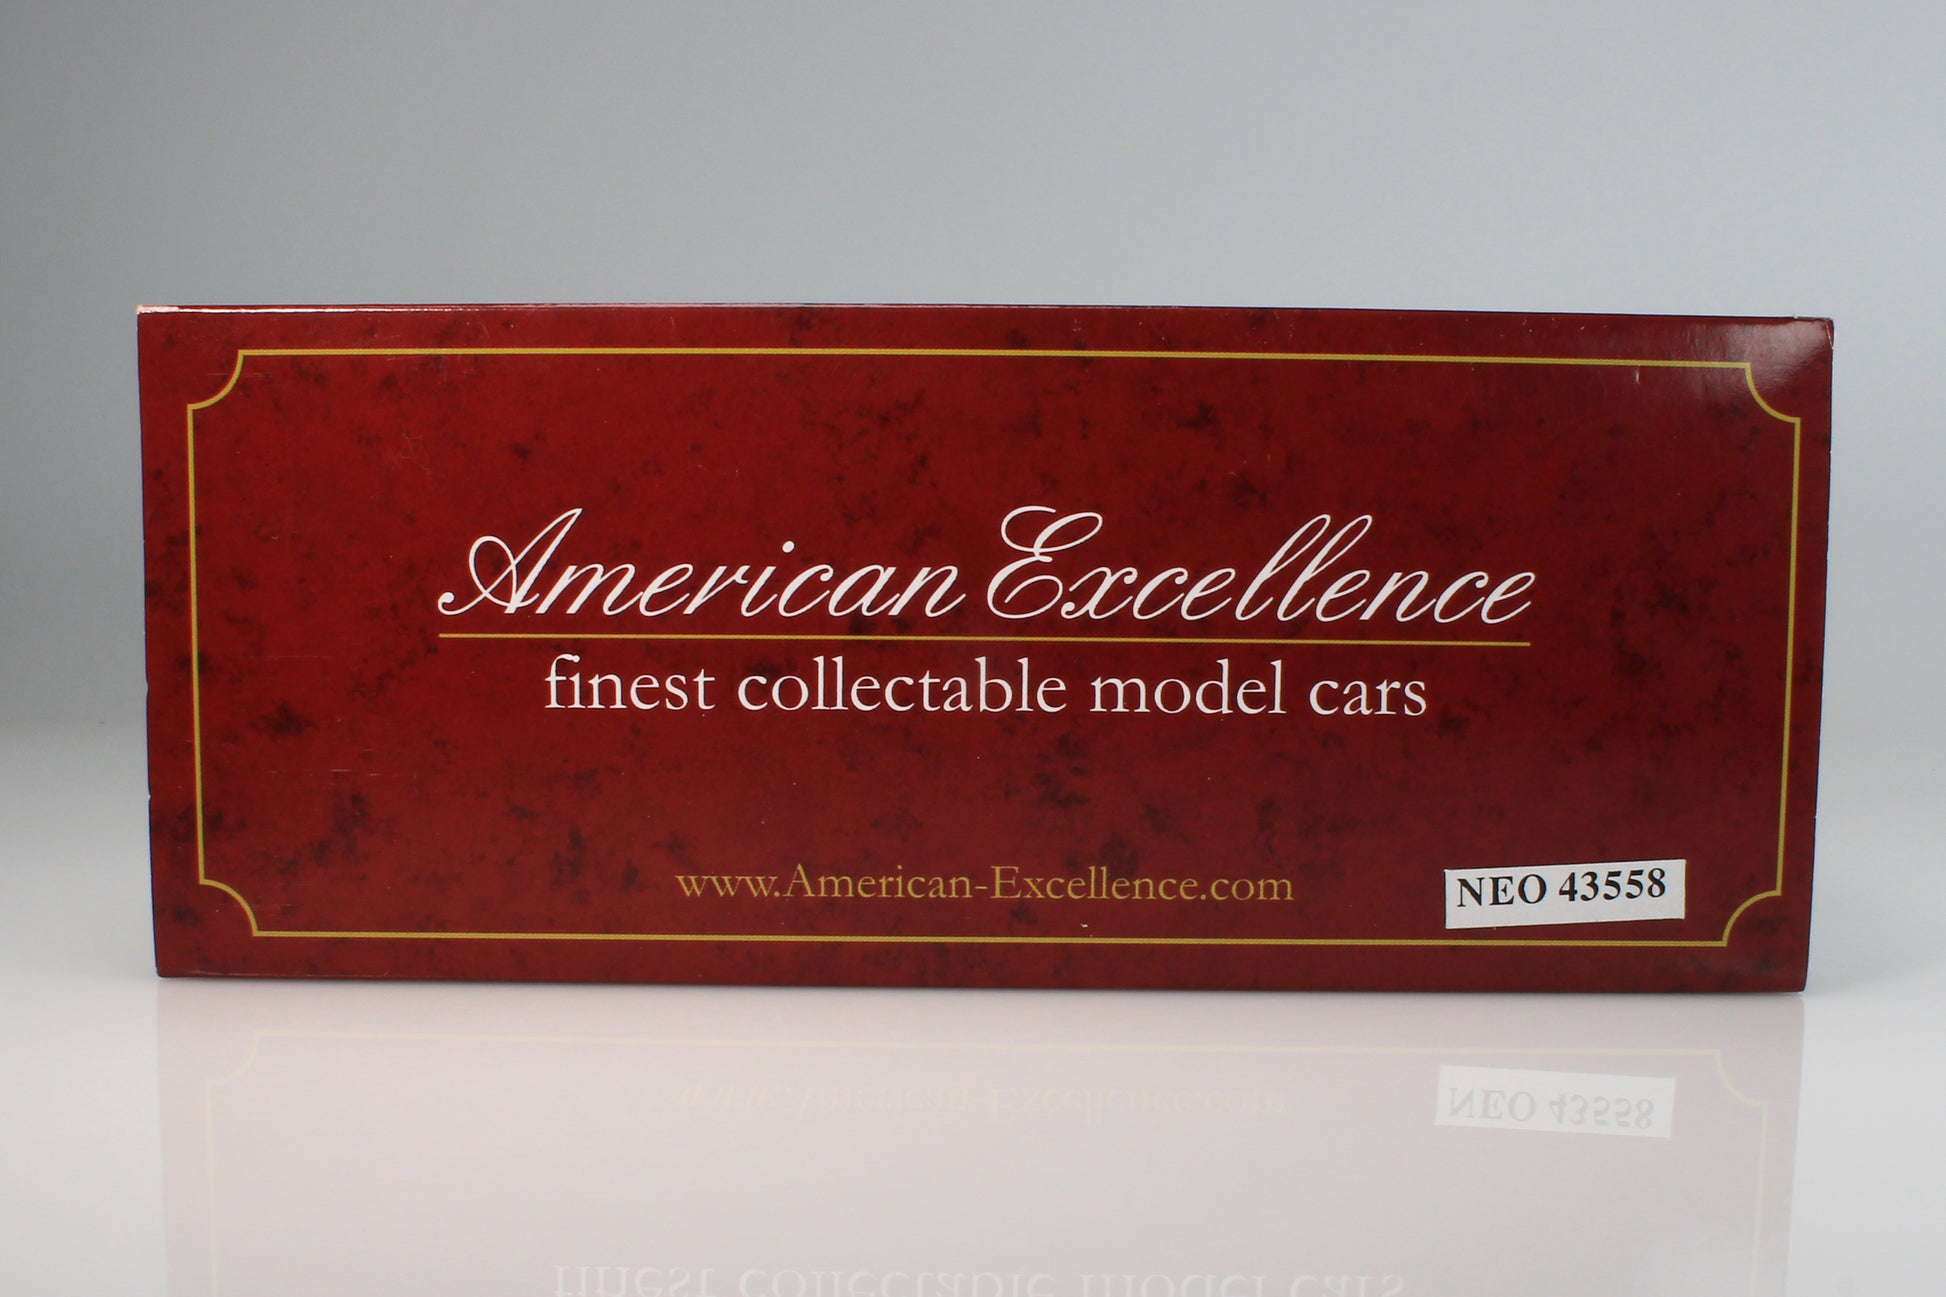 American Excellence
finest collectable model cars
www.American-Excellence.com
NEO 43558